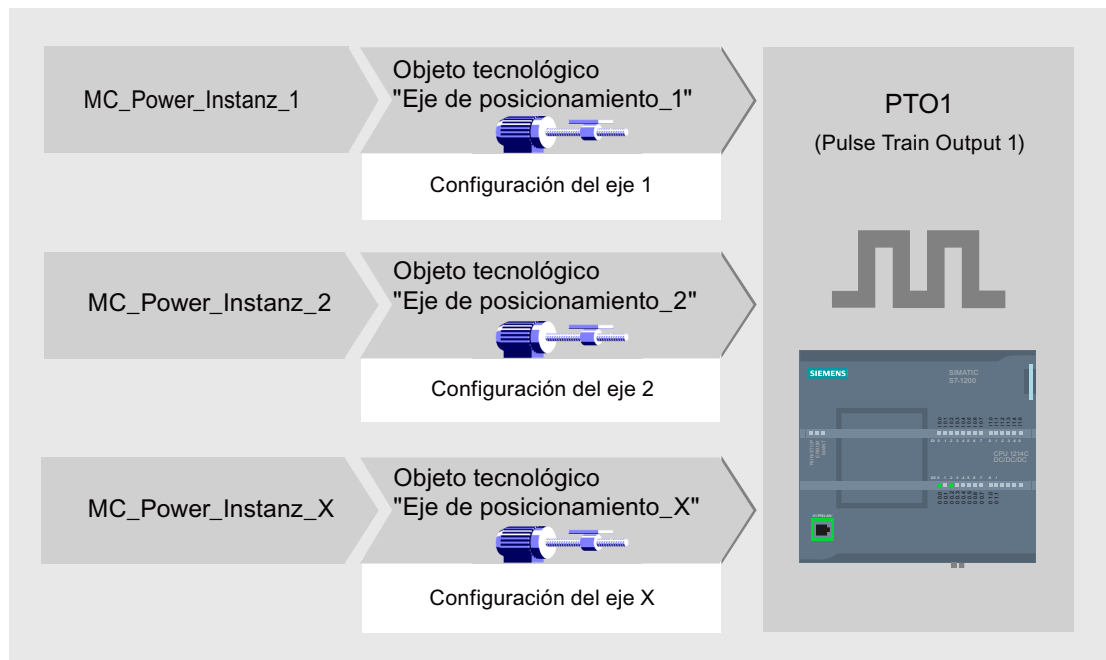 MC_Power_Instanz_1
Objeto tecnológico
"Eje de posicionamiento_1"
Configuración del eje 1
MC_Power_Instanz_2
Objeto tecnológico
"Eje de posicionamiento_2"
Configuración del eje 2
MC_Power_Instanz_X
Objeto tecnológico
"Eje de posicionamiento_X"
Configuración del eje X
PTO1
(Pulse Train Output 1)
SIEMENS
SIMATIC
S7-1200
CPU 1214C
DC/DC/DC